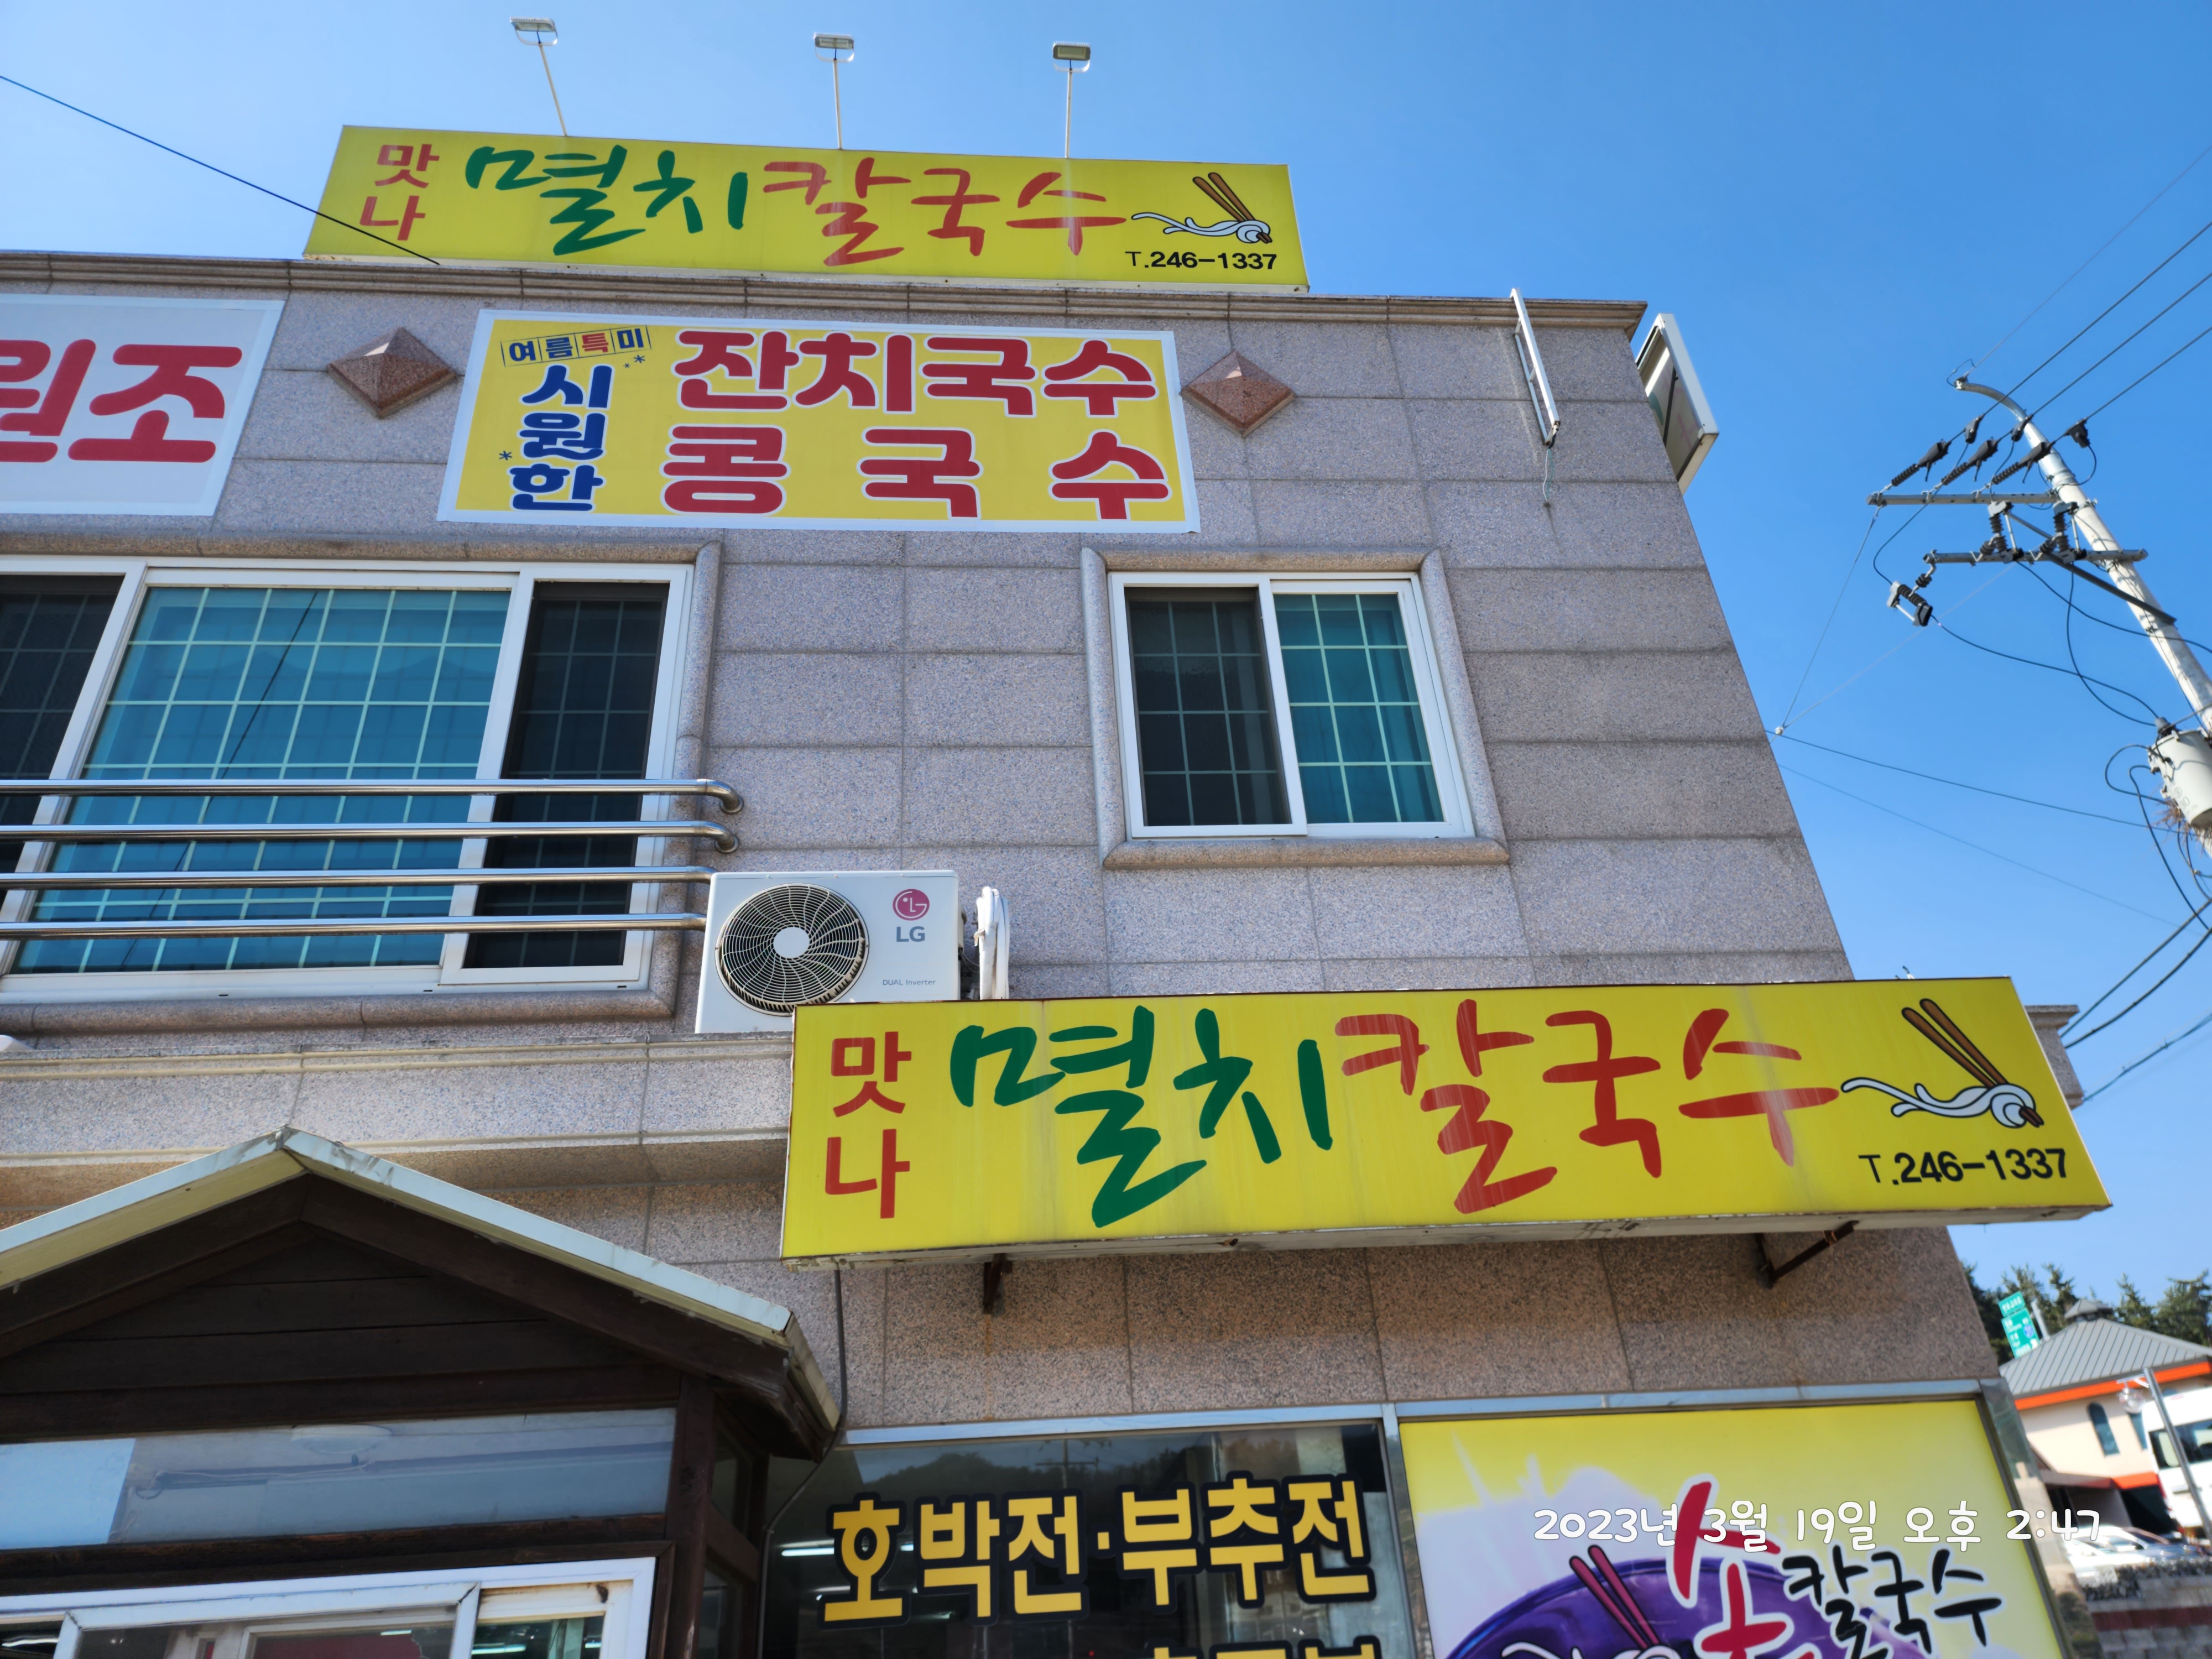 맛나 멸치칼국수
T.246-1337
원조
여름특미
시원한
잔치국수
콩국수
LG
DUAL Inverter
맛나 멸치칼국수
T.246-1337
호박전·부추전
손칼국수
2023년 3월 19일 오후 2:47